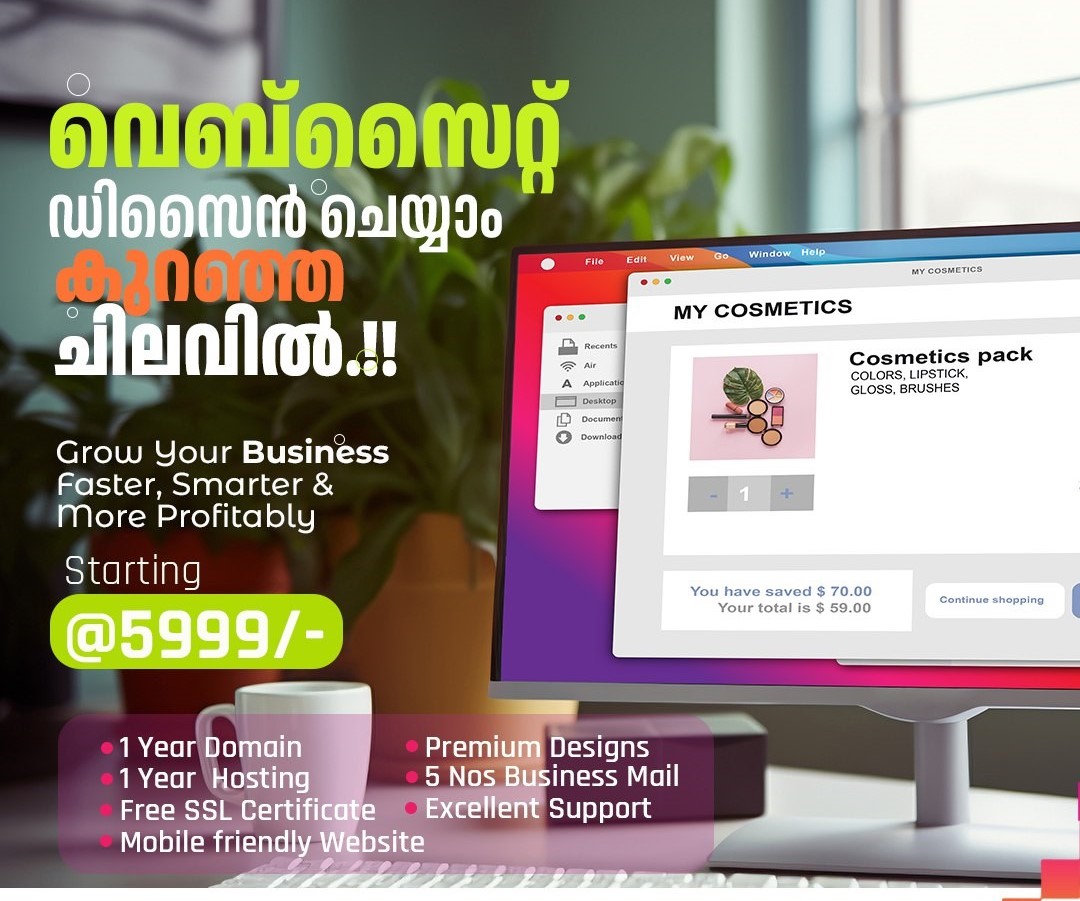 വെബ്സൈറ്റ്
ഡിസൈൻ ചെയ്യാം
കുറഞ്ഞ
ചിലവിൽ..!!
Grow Your Business
Faster, Smarter &
More Profitably
Starting
@5999/-
1 Year Domain
1 Year Hosting
Free SSL Certificate
Mobile friendly Website
Premium Designs
5 Nos Business Mail
Excellent Support
File Edit View Go Window Help
MY COSMETICS
MY COSMETICS
Recents
Air
Applicatio
Desktop
Documen
Download
Cosmetics pack
COLORS, LIPSTICK,
GLOSS, BRUSHES
- 1 +
You have saved $ 70.00
Your total is $ 59.00
Continue shopping